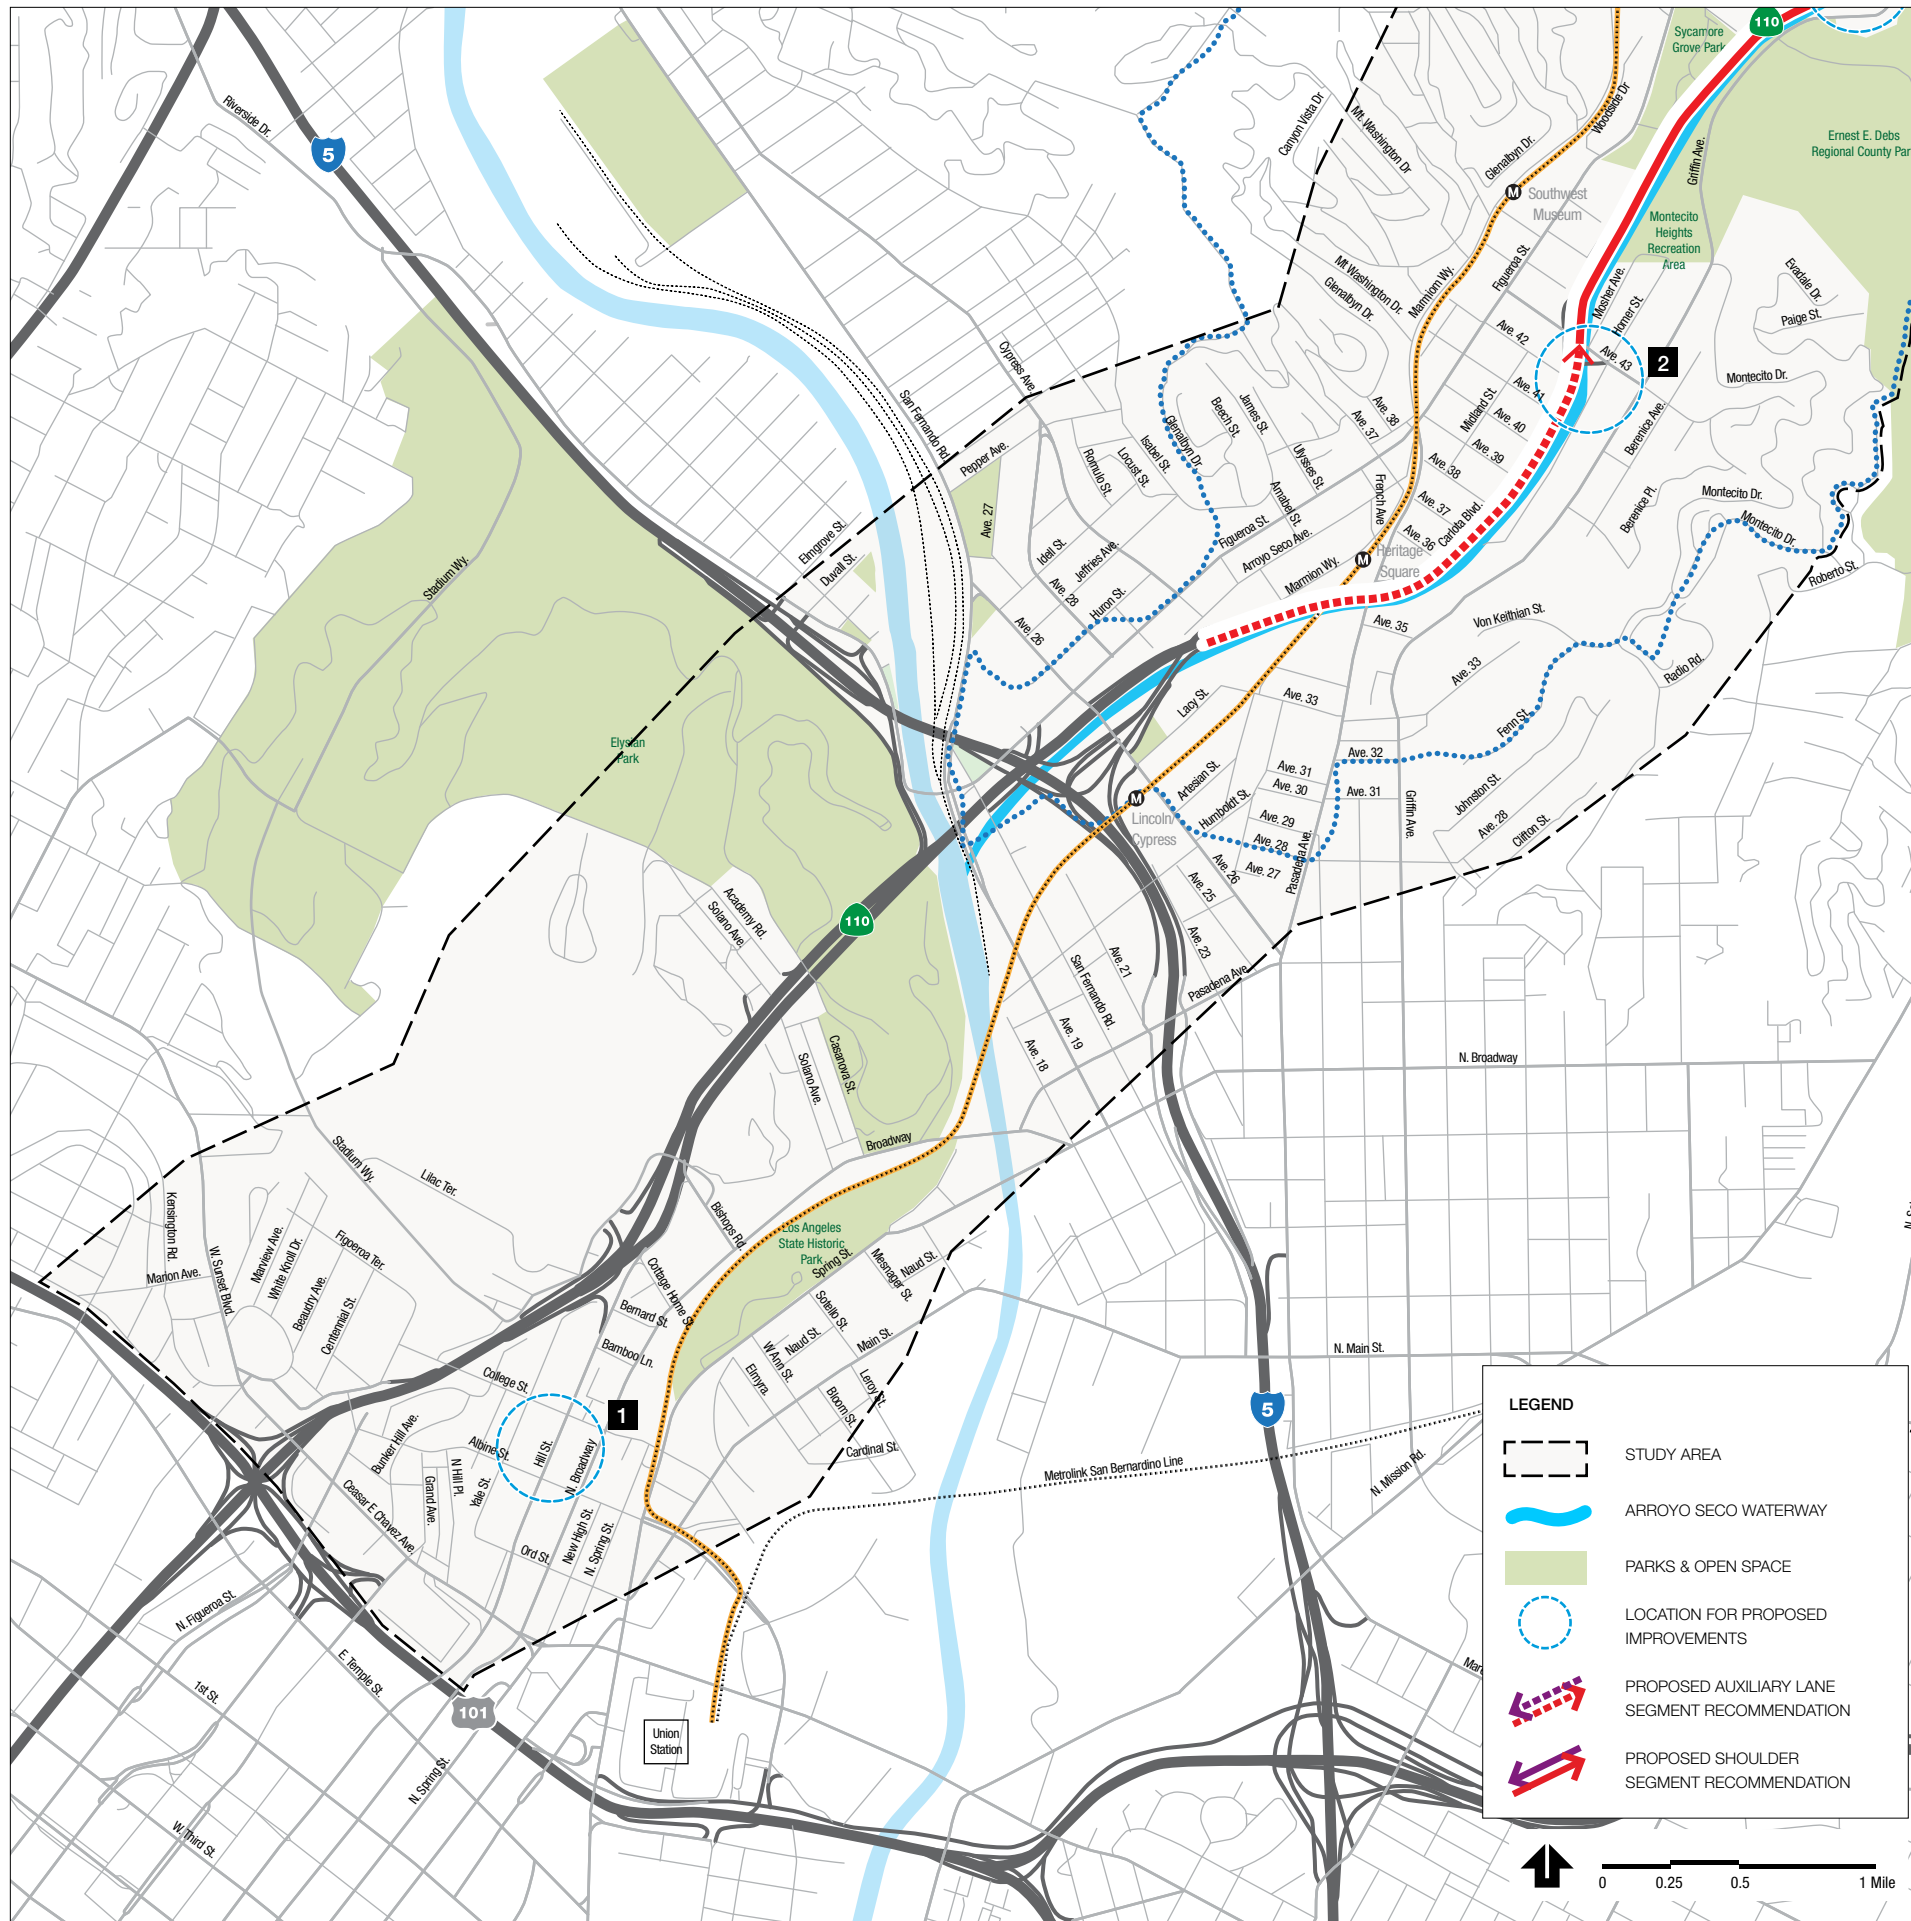 110
Sycamore
Grove Park
Ernest E. Debs
Regional County Par
Riverside Dr.
5
Canyon Vista Dr
Mt. Washington Dr
Glenalbyn Dr.
Woodside Dr
Griffin Ave.
M
Southwest
Museum
Montecito
Heights
Recreation
Area
Mt Washington Dr.
Glenalbyn Dr.
Marmiom Wy.
Figueroa St.
Mosher Ave.
Homer St.
Evadale Dr.
Paige St.
Ave. 42
Ave. 43
2
Montecito Dr.
Cypress Ave
San Fernando Rd
Pepper Ave.
Glenalbyn Dr.
Beech St.
James St.
Ulysses St.
Ave. 37
Ave. 38
Midland St.
Ave. 41
Ave. 40
Ave. 39
Ave. 38
Berenice Ave.
Romulo St.
Locust St.
Isabel St.
Amabel St.
French Ave
Ave. 37
Ave. 36
Carlota Blvd.
Berenice Pl.
Montecito Dr.
Montecito Dr.
Ave. 27
Elmgrove St.
Duvall St.
Idell St.
Jeffries Ave.
Ave. 28
Huron St.
Figueroa St.
Arroyo Seco Ave.
Marmion Wy.
M
Heritage
Square
Roberto St.
Stadium Wy.
Ave. 26
Ave. 35
Von Keithian St.
Ave. 33
Radio Rd.
Lacy St.
Ave. 33
Fenn St.
Elysian
Park
Ave. 32
Ave. 31
Ave. 30
Ave. 31
Artesian St.
Humboldt St.
M
Lincoln/
Cypress
Ave. 29
Ave. 28
Ave. 27
Ave. 26
Ave. 25
Pasadena Ave.
Griffin Ave.
Johnston St.
Ave. 28
Clifton St.
Academy Rd.
Solano Ave.
110
Ave. 23
Ave. 21
San Fernando Rd.
Pasadena Ave.
Ave. 19
Ave. 18
Solano Ave.
Casanova St.
N. Broadway
Broadway
Stadium Wy.
Lilac Ter.
Bishops Rd.
Kensington Rd.
Marion Ave.
W. Sunset Blvd.
Marview Ave.
White Knoll Dr.
Beaudry Ave.
Centennial St.
Figoeroa Ter.
Los Angeles
State Historic
Park
Spring St.
Mesnager St.
Naud St.
Cottage Home St.
Bernard St.
Bamboo Ln.
Sotello St.
Naud St.
Main St.
W Ann St.
Elmyra.
Bloom St.
Leroy St.
Cardinal St.
N. Main St.
College St.
1
5
Bunker Hill Ave.
Albine St.
Hill St.
N. Broadway
N Hill Pl.
Grand Ave.
Yale St.
Ceasar E Chavez Ave.
Ord St.
New High St.
N. Spring St.
Metrolink San Bernardino Line
N. Mission Rd.
N. Figueroa St.
1st St.
E. Temple St.
101
N. Spring St.
W. Third St.
Union
Station
LEGEND
STUDY AREA
ARROYO SECO WATERWAY
PARKS & OPEN SPACE
LOCATION FOR PROPOSED
IMPROVEMENTS
PROPOSED AUXILIARY LANE
SEGMENT RECOMMENDATION
PROPOSED SHOULDER
SEGMENT RECOMMENDATION
0 0.25 0.5 1 Mile